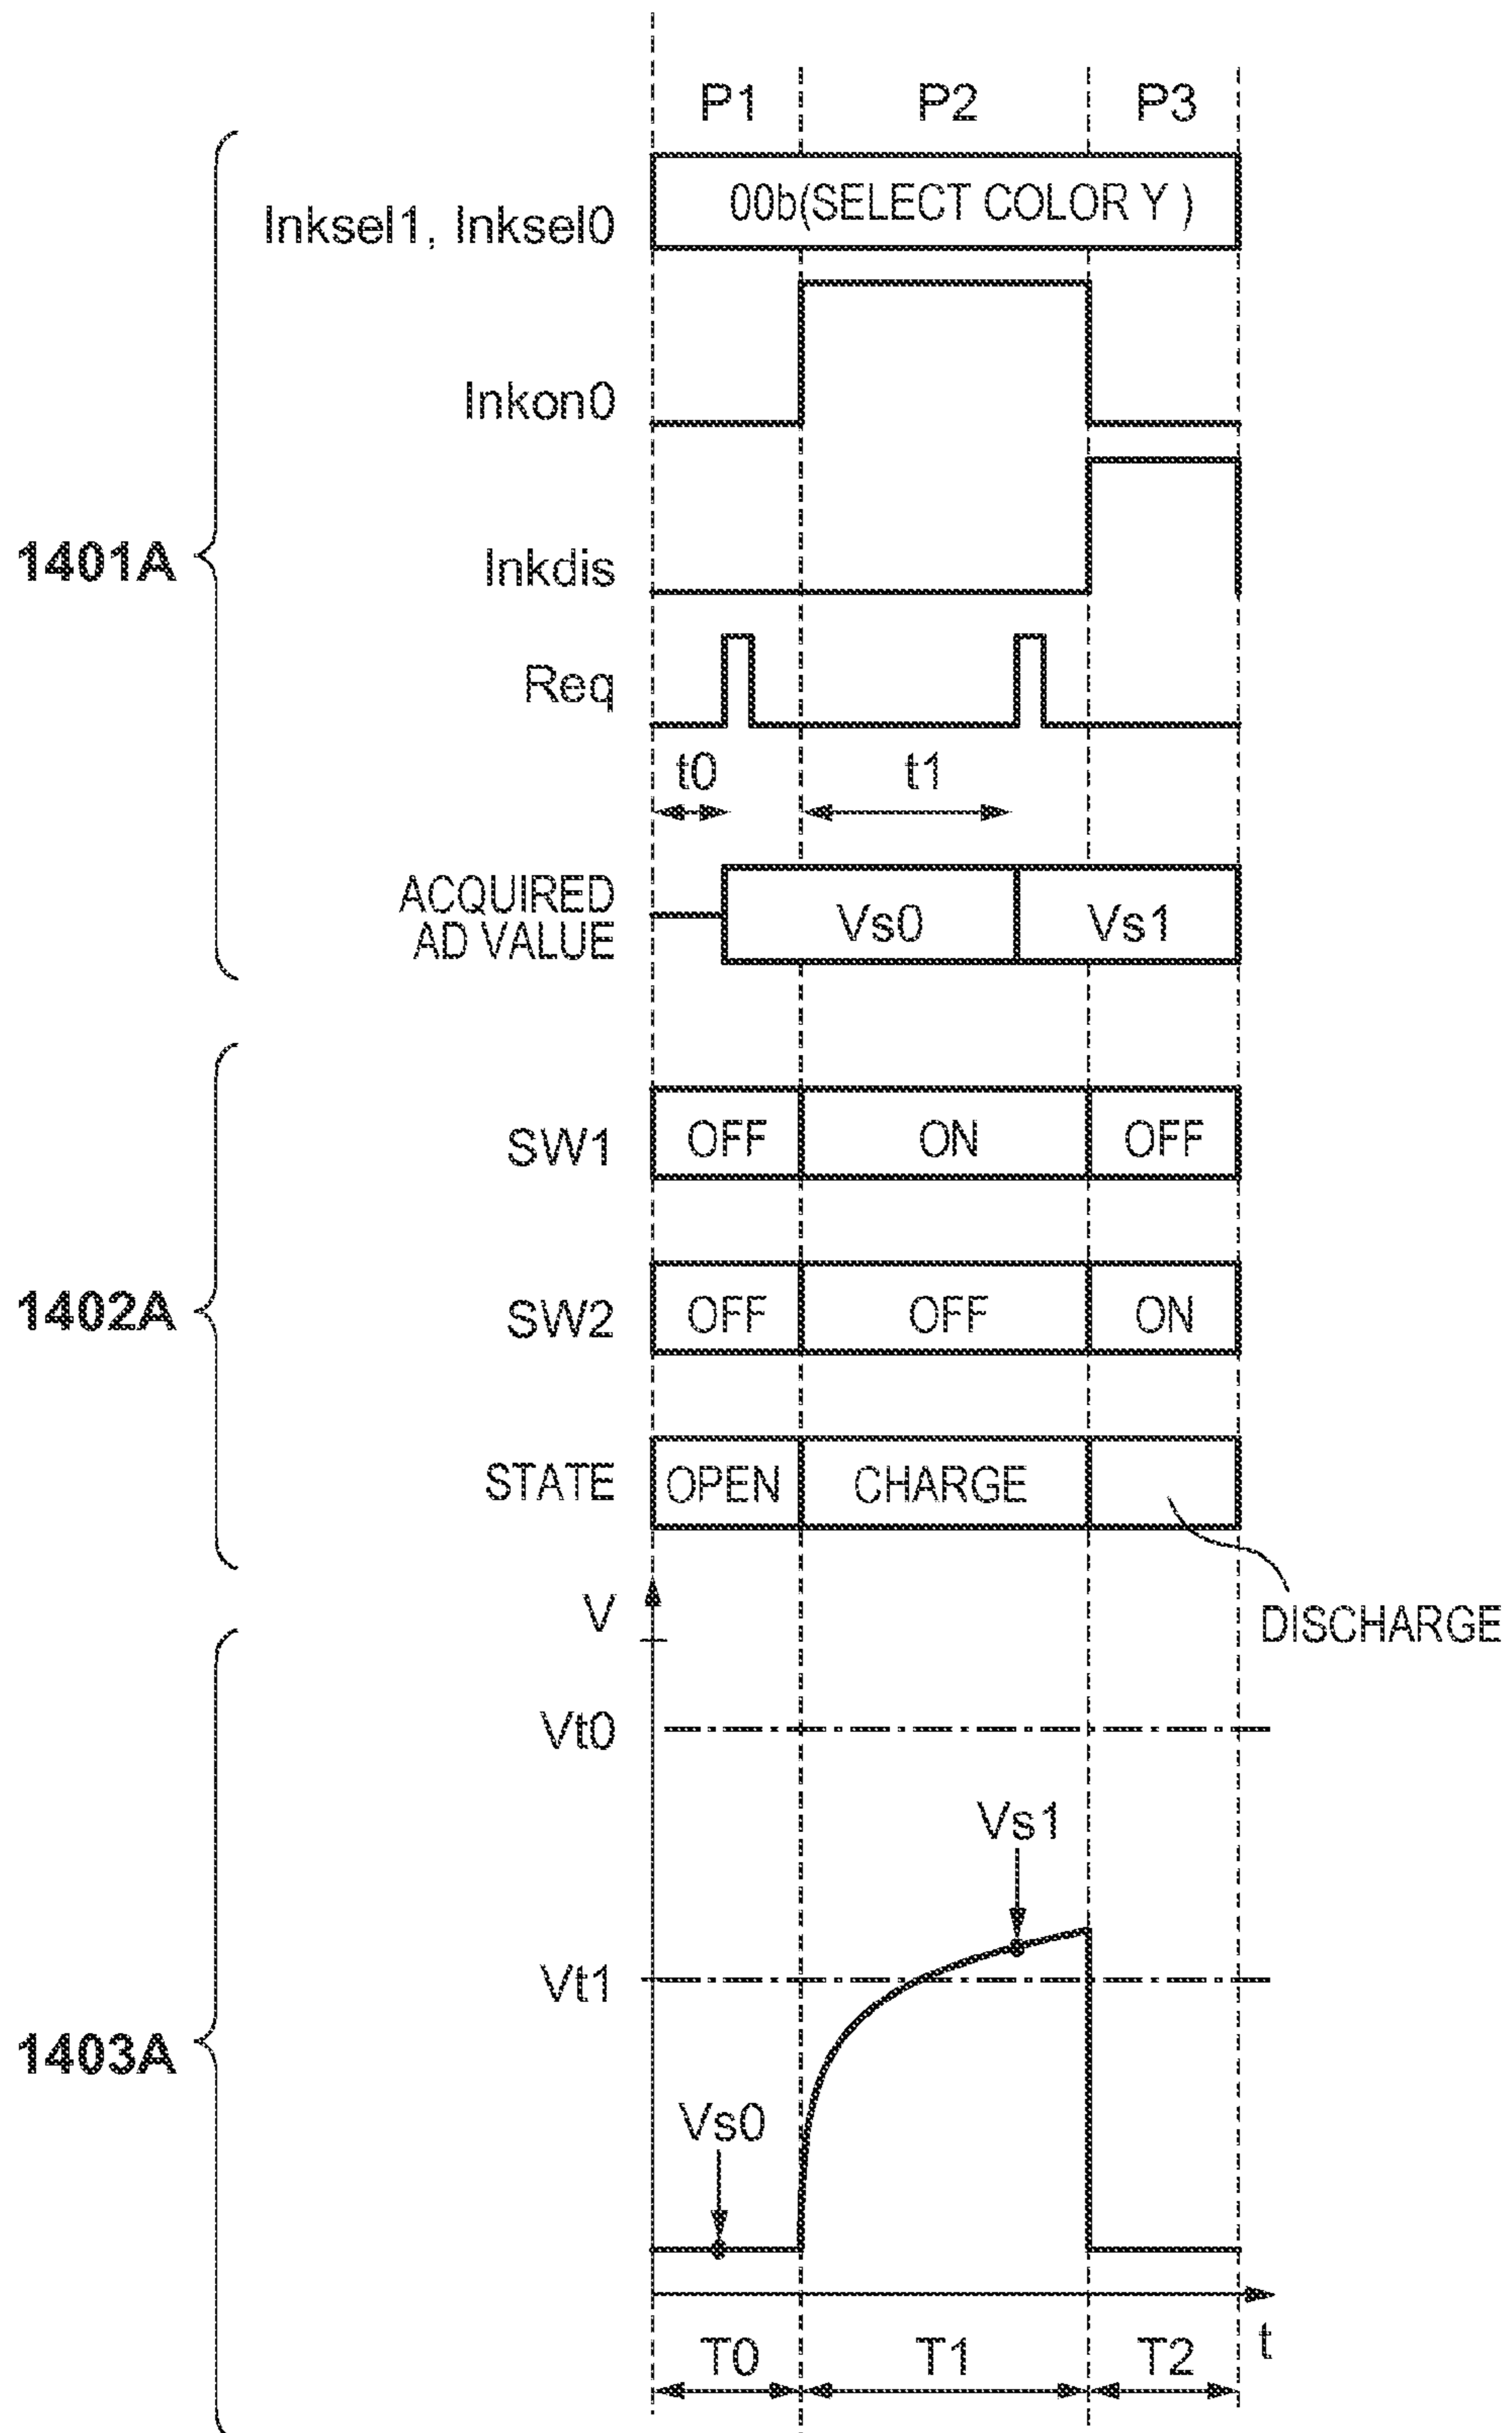 P1 P2 P3
Inksel1, Inksel0 00b(SELECT COLOR Y )
Inkon0
1401A
Inkdis
Req
t0 t1
ACQUIRED
AD VALUE
Vs0 Vs1
SW1 OFF ON OFF
1402A
SW2 OFF OFF ON
STATE OPEN CHARGE
DISCHARGE
V
Vt0
Vs1
Vt1
1403A
Vs0
t
T0 T1 T2